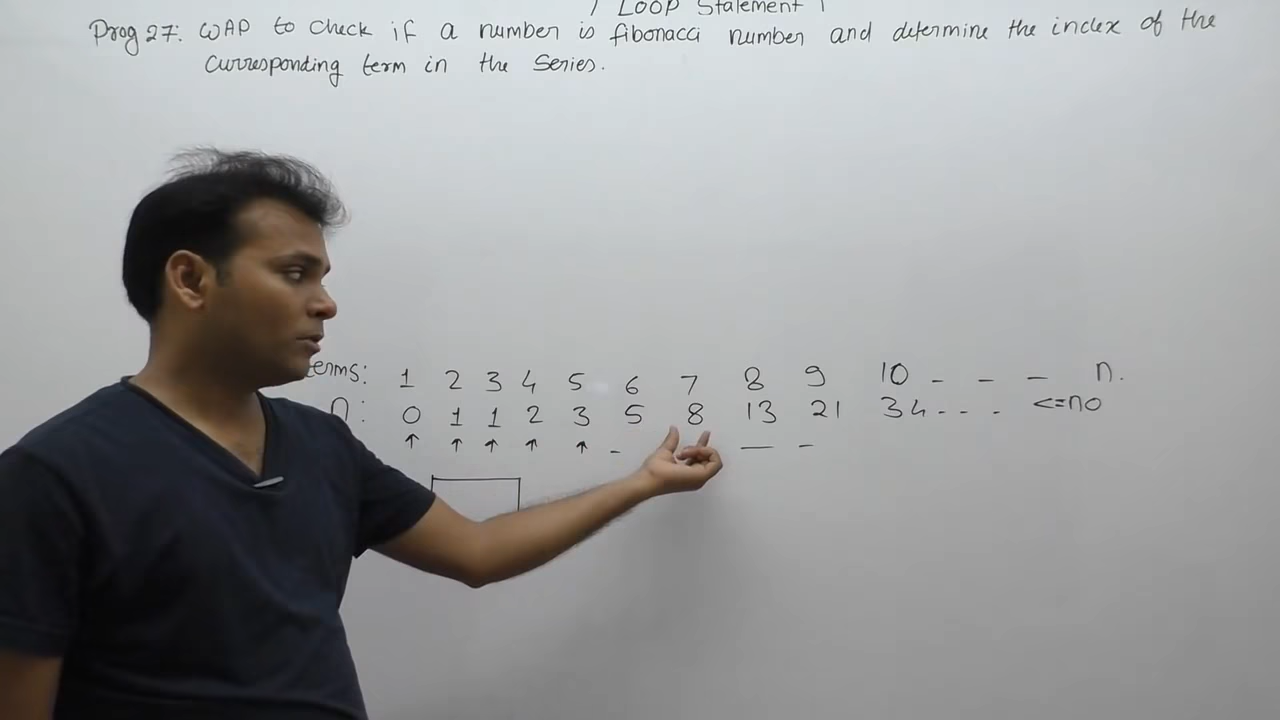 LOOP Statement
Prog 27: WAP to check if a number is fibonacci number and determine the index of the
Curresponding term in the Series.
terms: 1 2 3 4 5 6 7 8 9 10 - - - n.
n: 0 1 1 2 3 5 8 13 21 34 - - . <=no